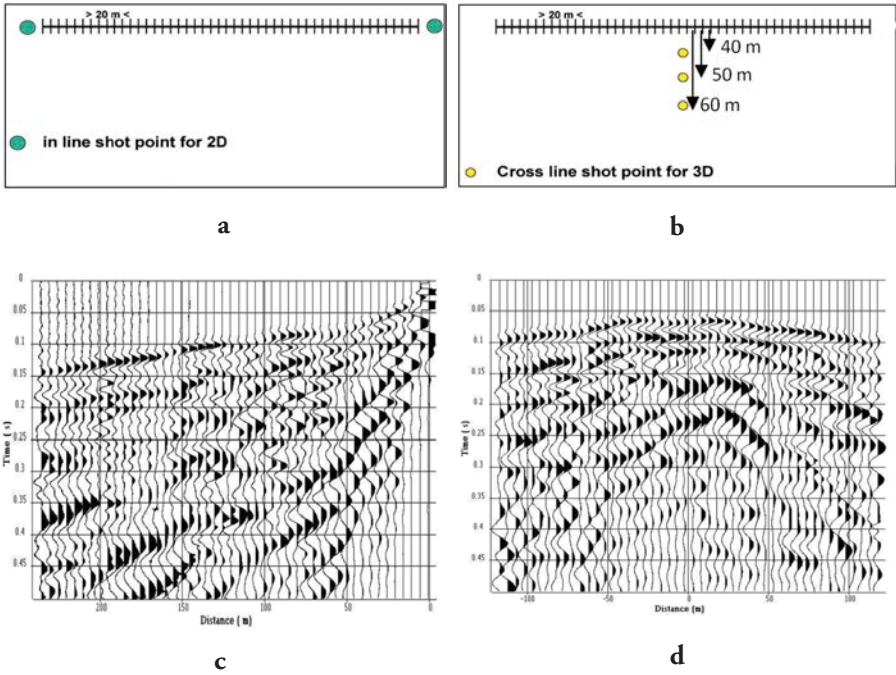 > 20 m <
in line shot point for 2D
a
> 20 m <
40 m
50 m
60 m
Cross line shot point for 3D
b
0
0.05
0.1
0.15
0.2
0.25
0.3
0.35
0.4
0.45
Time ( s)
200 150 100 50 0
Distance ( m)
c
0
0.05
0.1
0.15
0.2
0.25
0.3
0.35
0.4
0.45
Time ( s)
-100 -50 0 50 100
Distance (m)
d